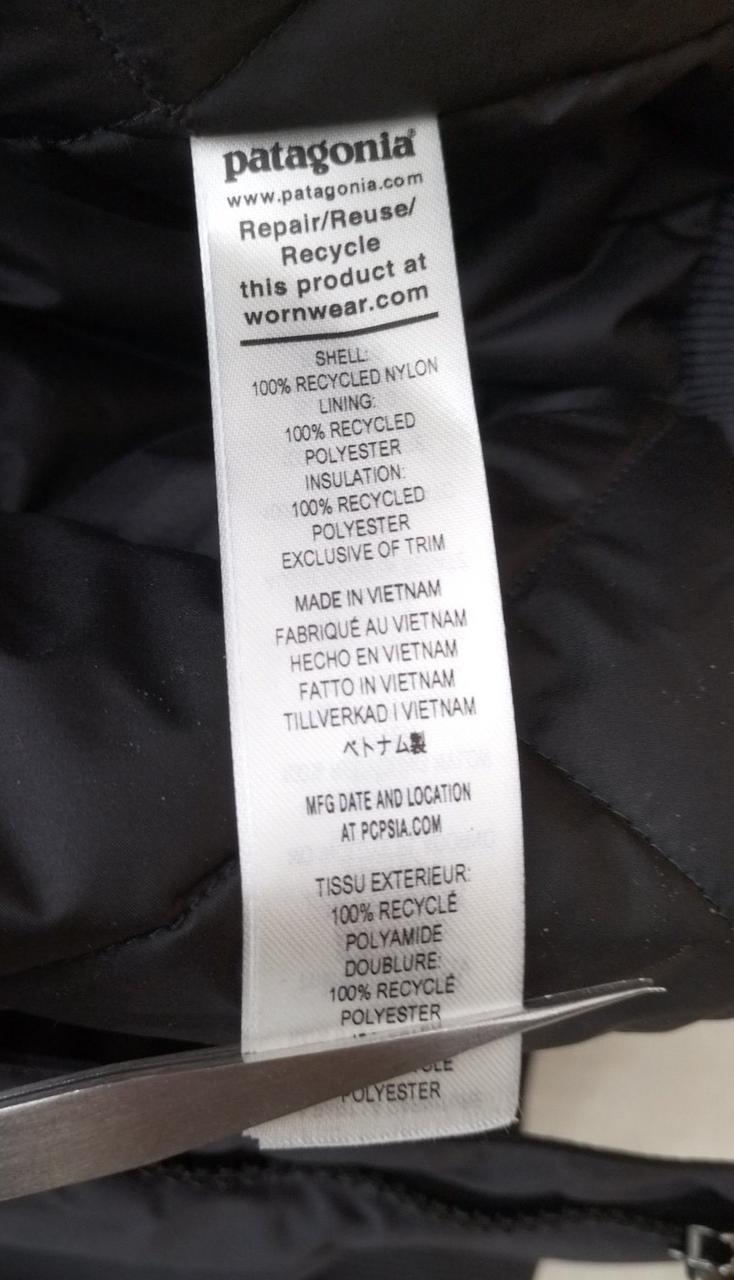 patagonia®
www.patagonia.com
Repair/Reuse/
Recycle
this product at
wornwear.com
SHELL:
100% RECYCLED NYLON
LINING:
100% RECYCLED
POLYESTER
INSULATION:
100% RECYCLED
POLYESTER
EXCLUSIVE OF TRIM
MADE IN VIETNAM
FABRIQUÉ AU VIETNAM
HECHO EN VIETNAM
FATTO IN VIETNAM
TILLVERKAD I VIETNAM
ベトナム製
MFG DATE AND LOCATION
AT PCPSIA.COM
TISSU EXTERIEUR:
100% RECYCLÉ
POLYAMIDE
DOUBLURE:
100% RECYCLÉ
POLYESTER
POLYESTER